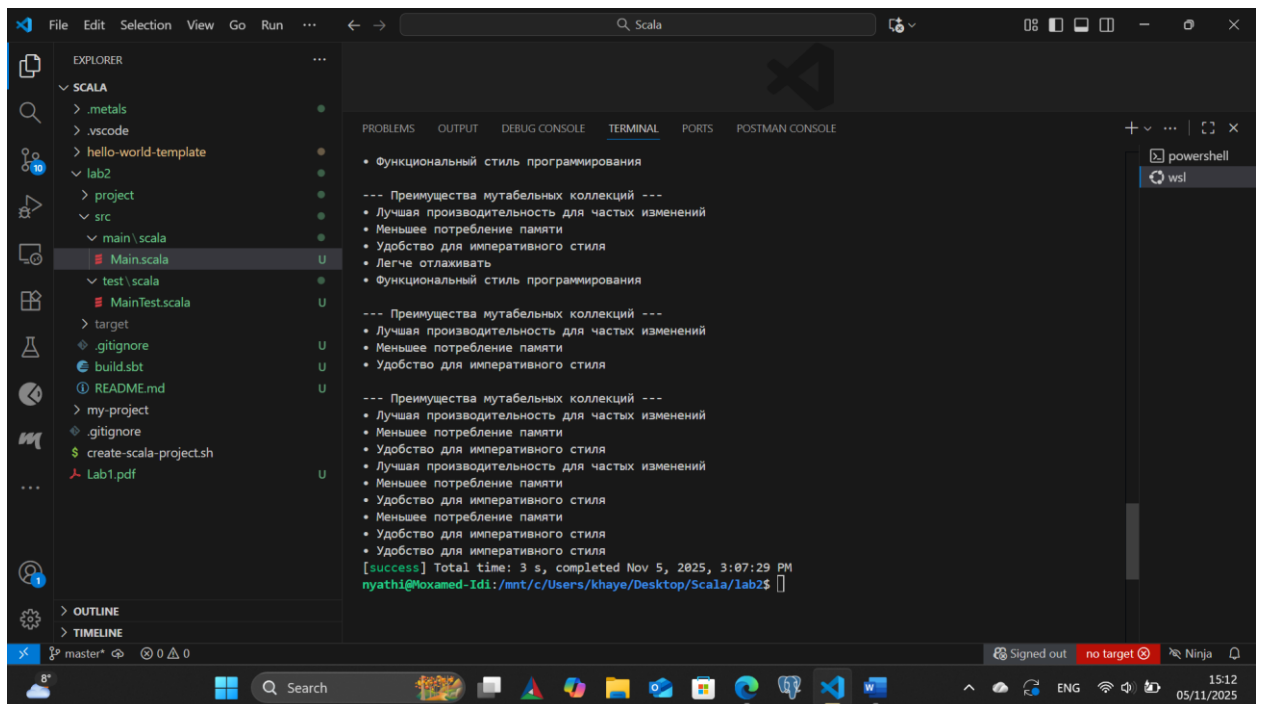 File Edit Selection View Go Run ···
Scala
EXPLORER
SCALA
.metals
.vscode
hello-world-template
lab2
project
src
main\scala
Main.scala U
test\scala
MainTest.scala U
target
.gitignore U
build.sbt U
README.md U
my-project
.gitignore
$ create-scala-project.sh
Lab1.pdf U
OUTLINE
TIMELINE
10
1
PROBLEMS OUTPUT DEBUG CONSOLE TERMINAL PORTS POSTMAN CONSOLE
powershell
wsl
• Функциональный стиль программирования
--- Преимущества мутабельных коллекций ---
• Лучшая производительность для частых изменений
• Меньшее потребление памяти
• Удобство для императивного стиля
• Легче отлаживать
• Функциональный стиль программирования
--- Преимущества мутабельных коллекций ---
• Лучшая производительность для частых изменений
• Меньшее потребление памяти
• Удобство для императивного стиля
--- Преимущества мутабельных коллекций ---
• Лучшая производительность для частых изменений
• Меньшее потребление памяти
• Удобство для императивного стиля
• Лучшая производительность для частых изменений
• Меньшее потребление памяти
• Удобство для императивного стиля
• Меньшее потребление памяти
• Удобство для императивного стиля
• Удобство для императивного стиля
[success] Total time: 3 s, completed Nov 5, 2025, 3:07:29 PM
nyathi@Moxamed-Idi:/mnt/c/Users/khaye/Desktop/Scala/lab2$
master* 0 0 Signed out no target Ninja
8°
Search
ENG
15:12
05/11/2025